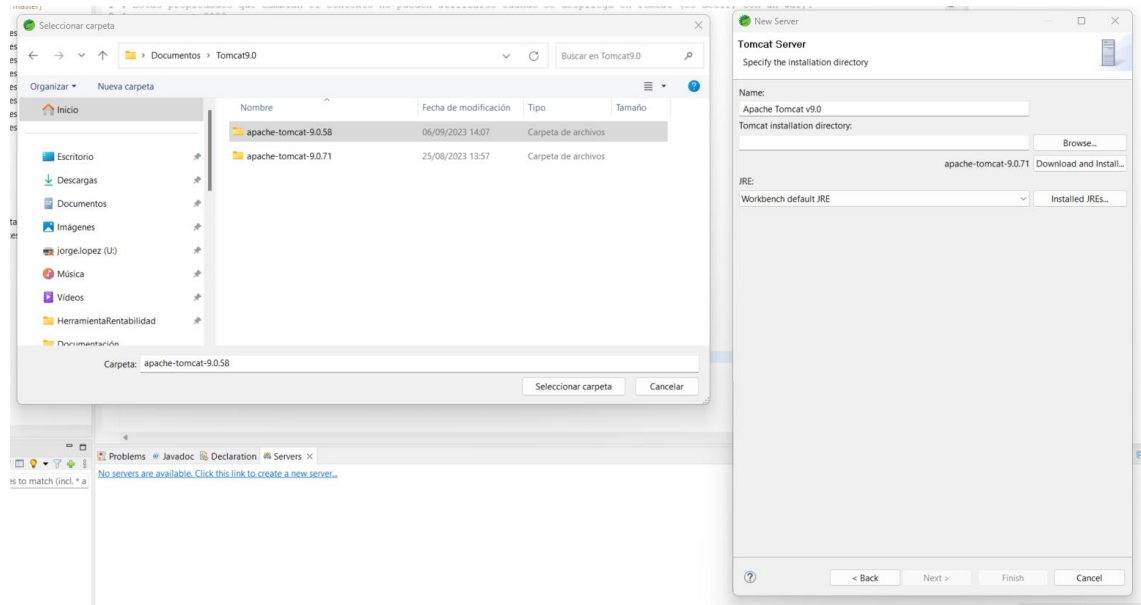 Seleccionar carpeta
Documentos > Tomcat9.0
Buscar en Tomcat9.0
Organizar
Nueva carpeta
Inicio
Escritorio
Descargas
Documentos
Imágenes
jorge.lopez (U:)
Música
Vídeos
HerramientaRentabilidad
Documentación
Nombre Fecha de modificación Tipo Tamaño
apache-tomcat-9.0.58 06/09/2023 14:07 Carpeta de archivos
apache-tomcat-9.0.71 25/08/2023 13:57 Carpeta de archivos
Carpeta: apache-tomcat-9.0.58
Seleccionar carpeta Cancelar
New Server
Tomcat Server
Specify the installation directory
Name:
Apache Tomcat v9.0
Tomcat installation directory:
Browse...
apache-tomcat-9.0.71 Download and Install...
JRE:
Workbench default JRE Installed JREs...
< Back Next > Finish Cancel
Problems Javadoc Declaration Servers
es to match (incl. * a
No servers are available. Click this link to create a new server...